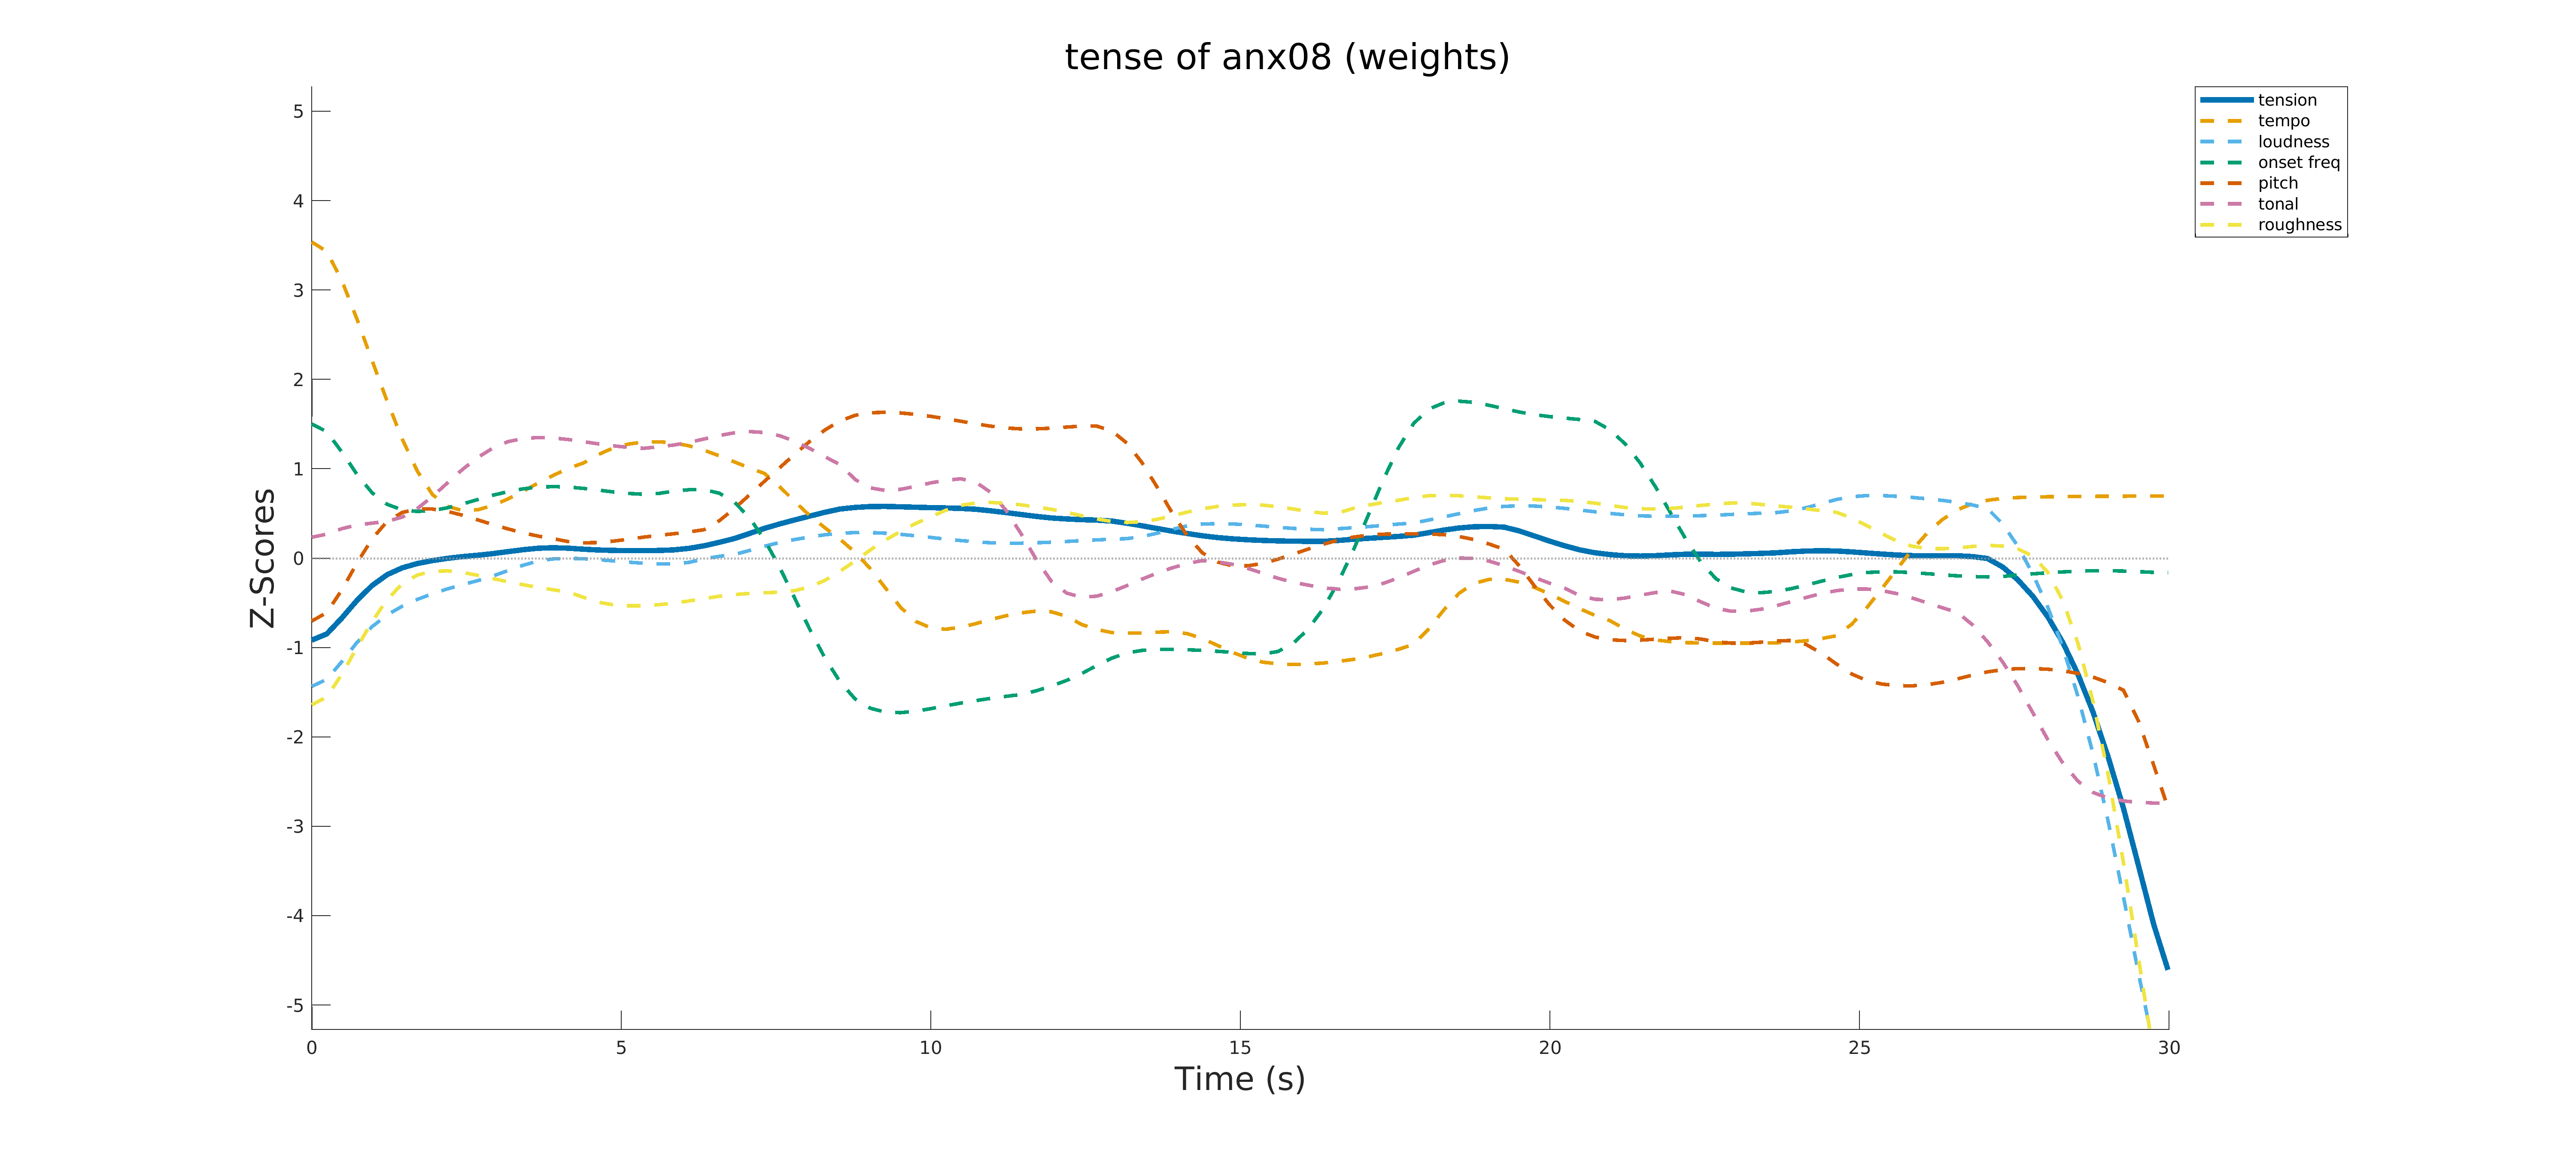 tense of anx08 (weights)
tension
tempo
loudness
onset freq
pitch
tonal
roughness
Z-Scores
5
4
3
2
1
0
-1
-2
-3
-4
-5
0 5 10 15 20 25 30
Time (s)